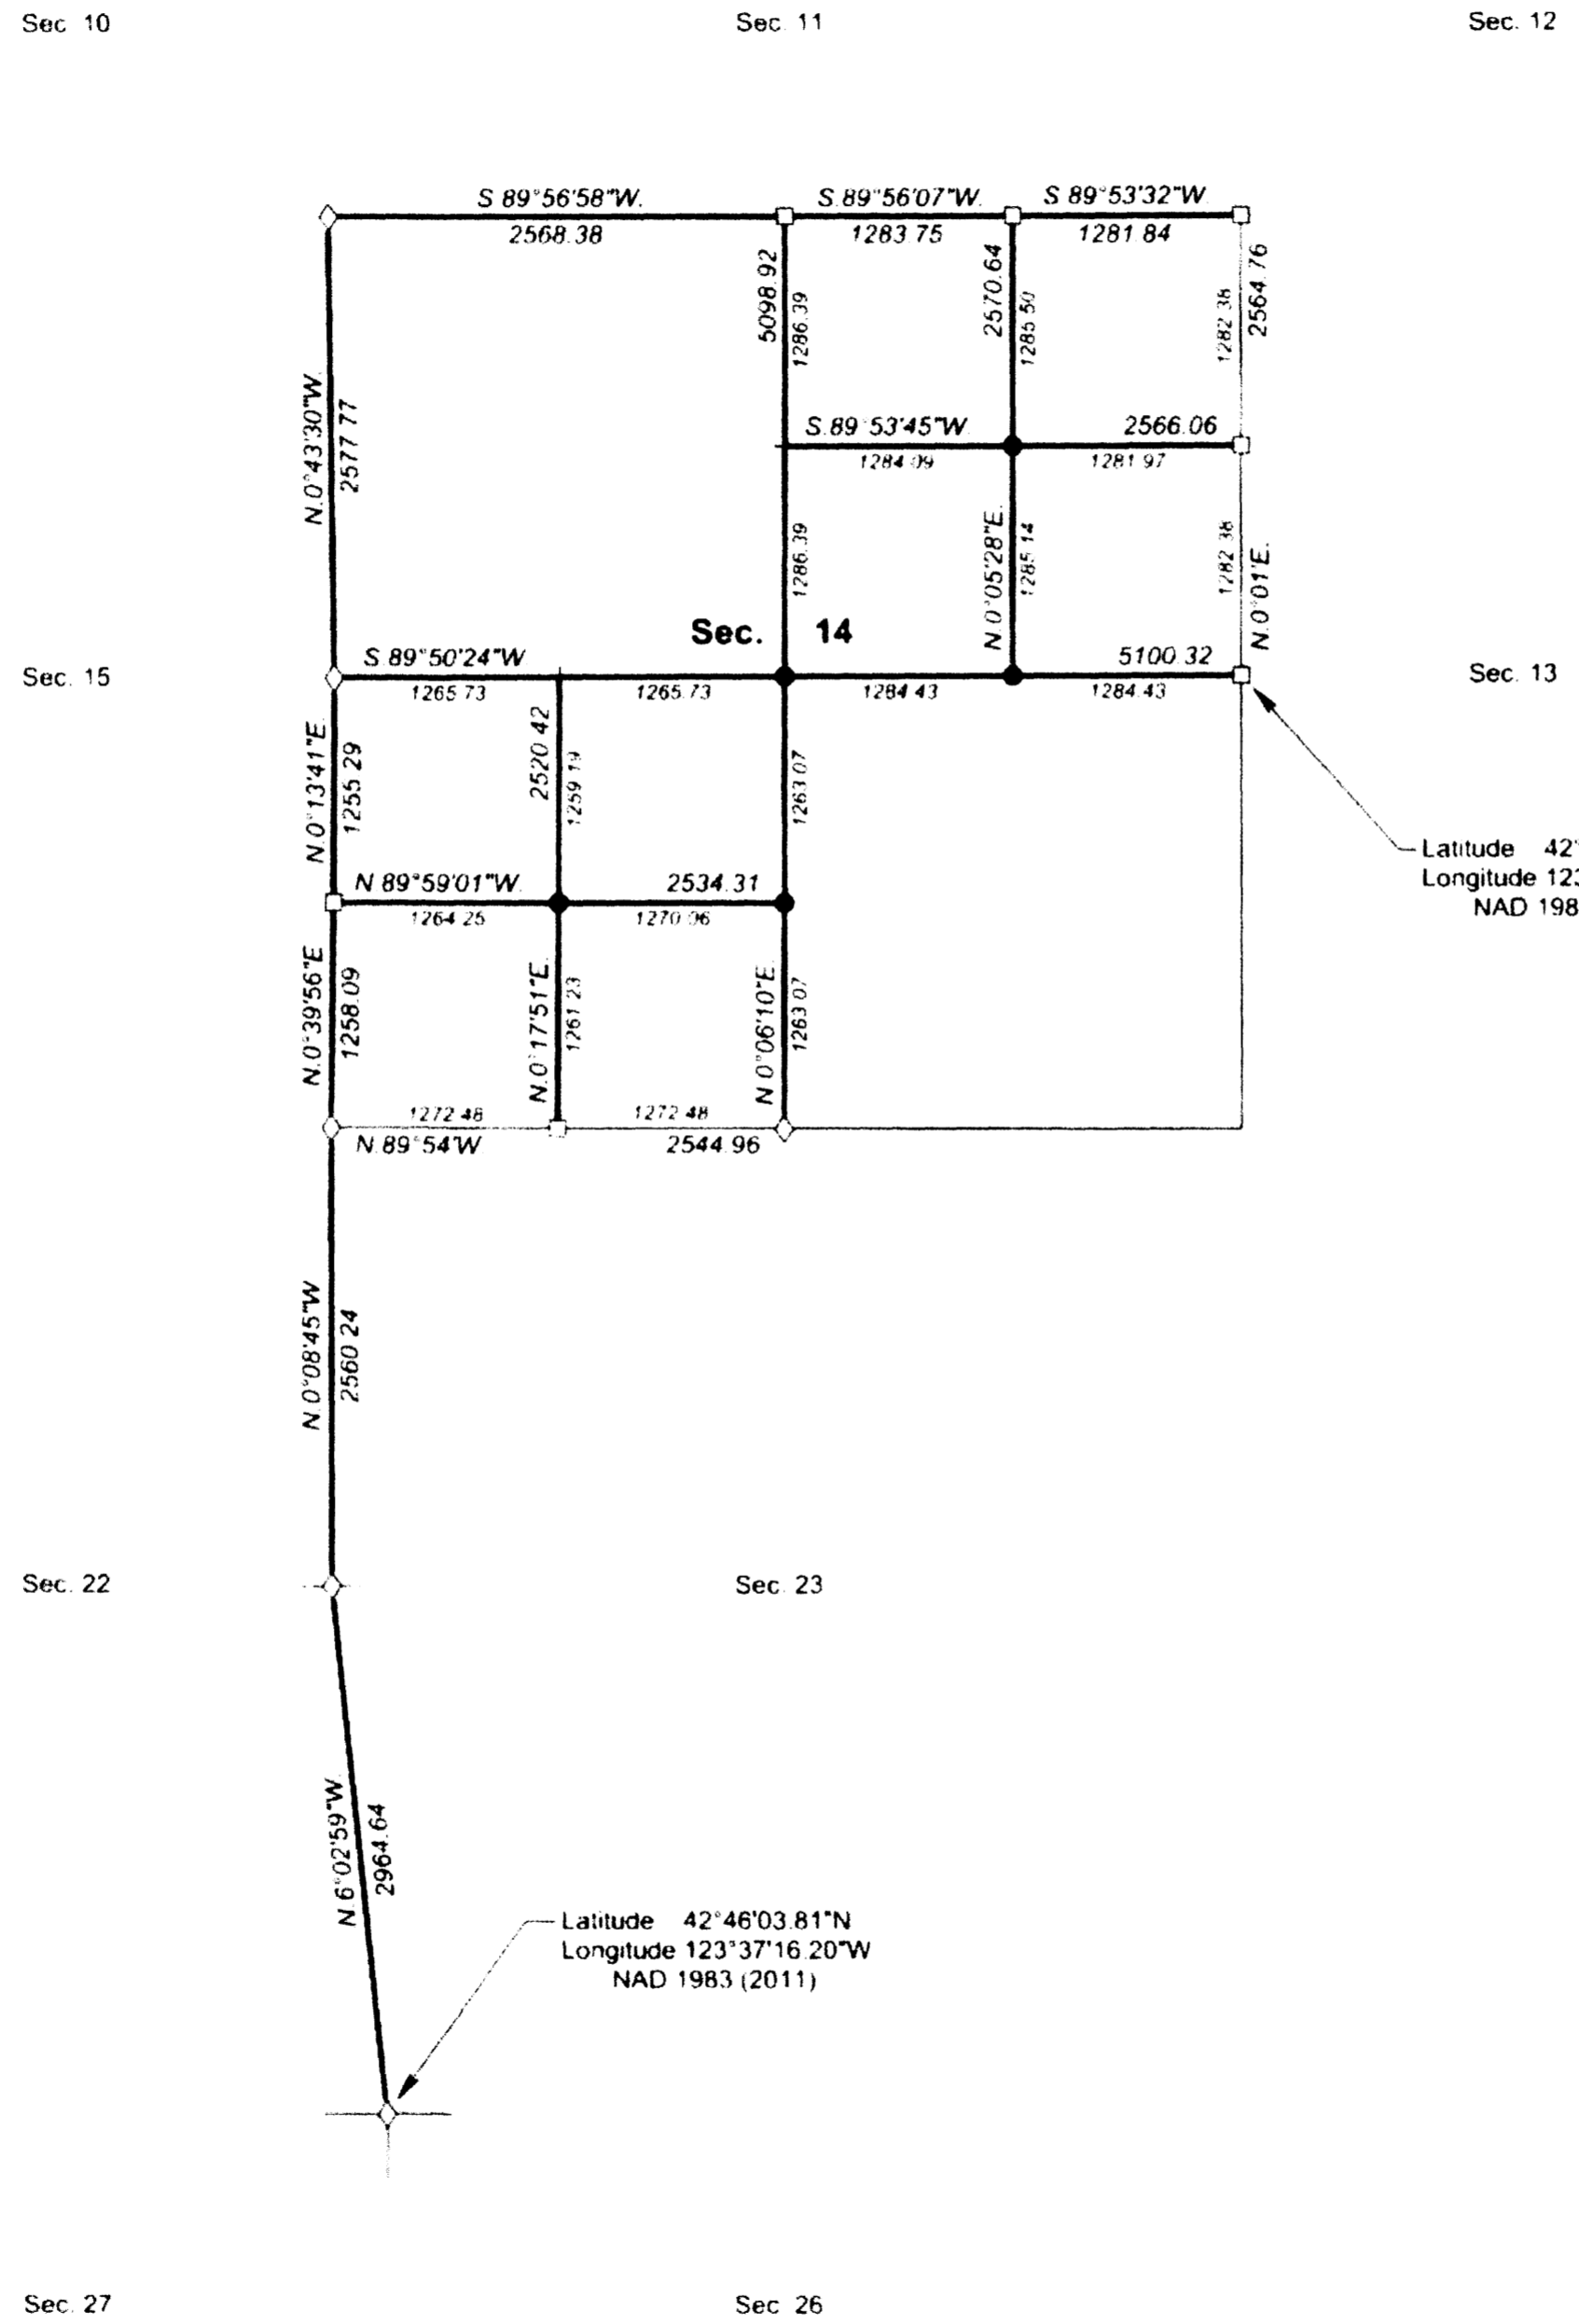 Sec 10
Sec. 11
Sec. 12
S 89°56'58"W.
S.89°56'07"W.
S 89°53'32"W.
2568.38
1283 75
1281.84
N.0°43'30"W.
2577 77
5098.92
1286.39
2570.64
1285 50
1282 38
2564.76
S.89°53'45"W.
2566.06
1284.09
1281 97
1286.39
N.0°05'28"E.
1285 14
1282 38
N.0°01'E.
Sec. 14
Sec. 15
S.89°50'24"W
5100.32
Sec. 13
1265 73
1265.73
1284.43
1284 43
N.0°13'41"E.
1255 29
2520 42
1259 19
1263.07
Latitude 42°
Longitude 123
NAD 198
N 89°59'01"W.
2534.31
1264 25
1270.06
N.0°39'56"E
1258.09
N.0°17'51"E.
1261 23
N 0°06'10"E.
1263 07
1272 48
1272 48
N.89°54'W.
2544.96
N.0°08'45"W
2560 24
Sec. 22
Sec. 23
N.6°02'59"W.
2964.64
Latitude 42°46'03.81"N
Longitude 123°37'16.20"W
NAD 1983 (2011)
Sec. 27
Sec 26